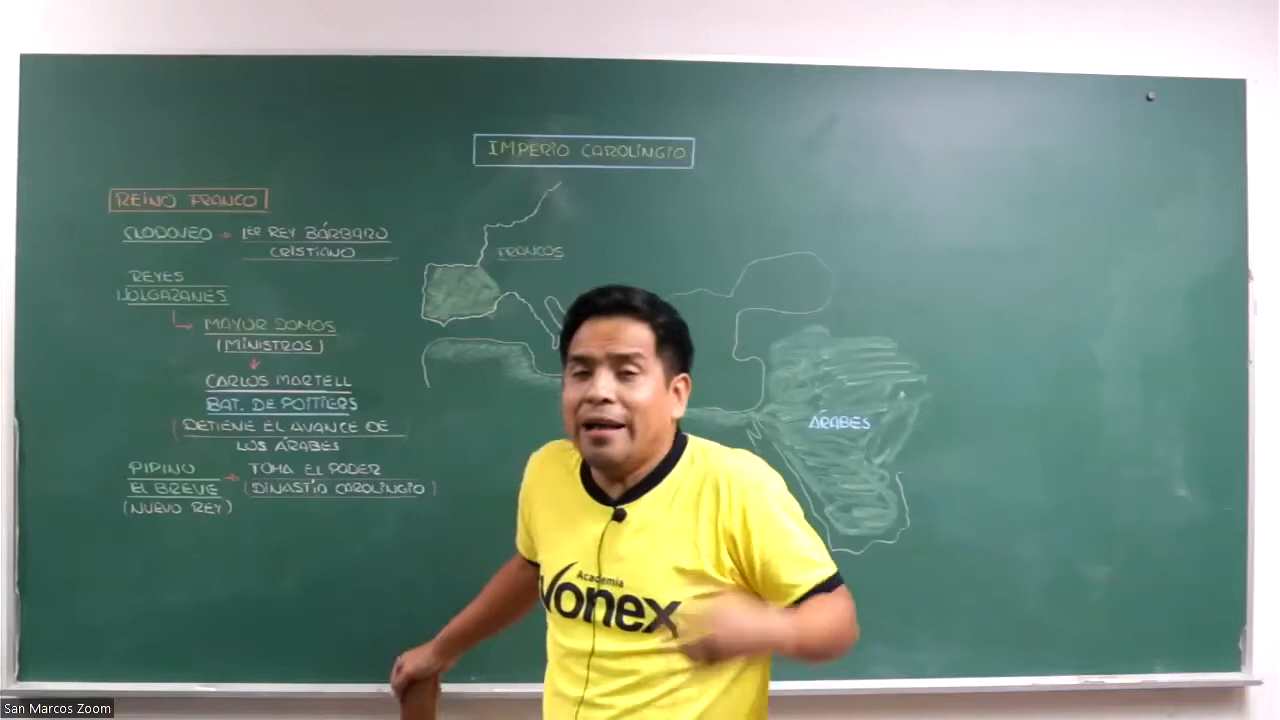 IMPERIO CAROLINGIO
REINO FRANCO
CLODOVEO → 1ER REY BÁRBARO
CRISTIANO
FRANCOS
REYES
HOLGAZANES
MAYOR DOMOS
(MINISTROS)
CARLOS MARTELL
BAT. DE POITIERS
DETIENE EL AVANCE DE
LOS ÁRABES
PIPINO
EL BREVE
(NUEVO REY)
→ TOMA EL PODER
(DINASTÍA CAROLINGIO)
ÁRABES
Academia
Vonex
San Marcos Zoom